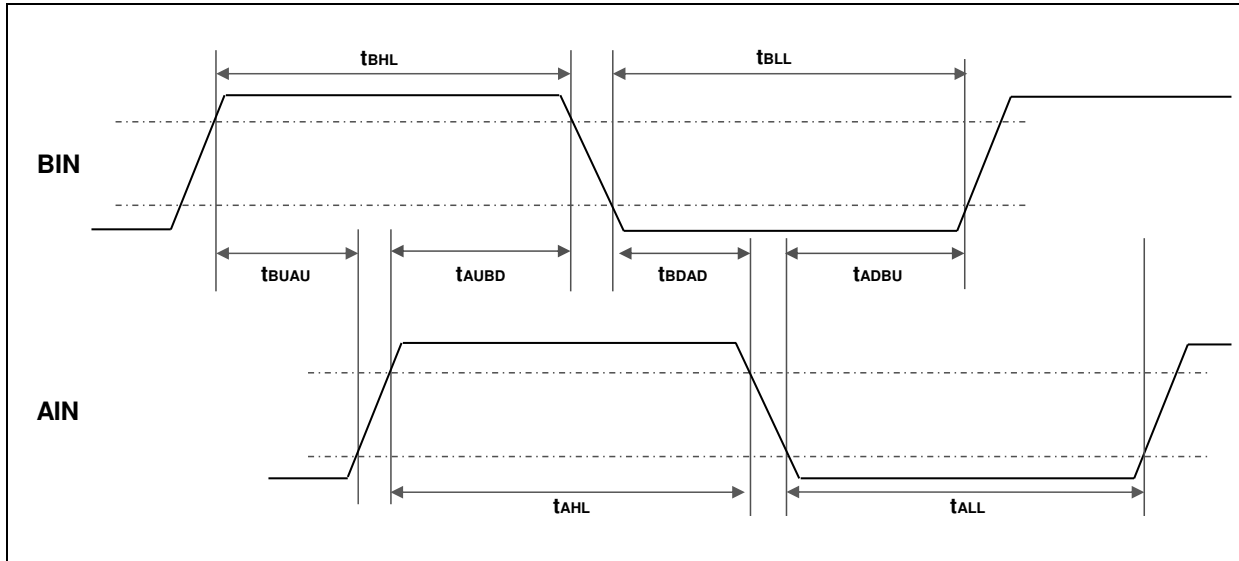 tBHL
tBLL
BIN
tBUAU
tAUBD
tBDAD
tADBU
AIN
tAHL
tALL